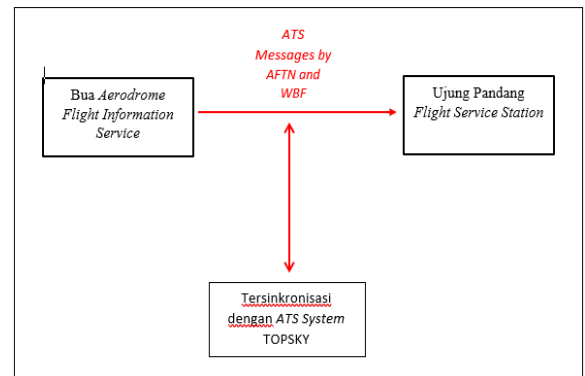 ATS
Messages by
AFTN and
WBF
Bua Aerodrome
Flight Information
Service
Ujung Pandang
Flight Service Station
Tersinkronisasi
dengan ATS System
TOPSKY